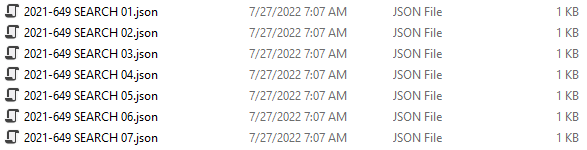 2021-649 SEARCH 01.json 7/27/2022 7:07 AM JSON File 1 KB
2021-649 SEARCH 02.json 7/27/2022 7:07 AM JSON File 1 KB
2021-649 SEARCH 03.json 7/27/2022 7:07 AM JSON File 1 KB
2021-649 SEARCH 04.json 7/27/2022 7:07 AM JSON File 1 KB
2021-649 SEARCH 05.json 7/27/2022 7:07 AM JSON File 1 KB
2021-649 SEARCH 06.json 7/27/2022 7:07 AM JSON File 1 KB
2021-649 SEARCH 07.json 7/27/2022 7:07 AM JSON File 1 KB